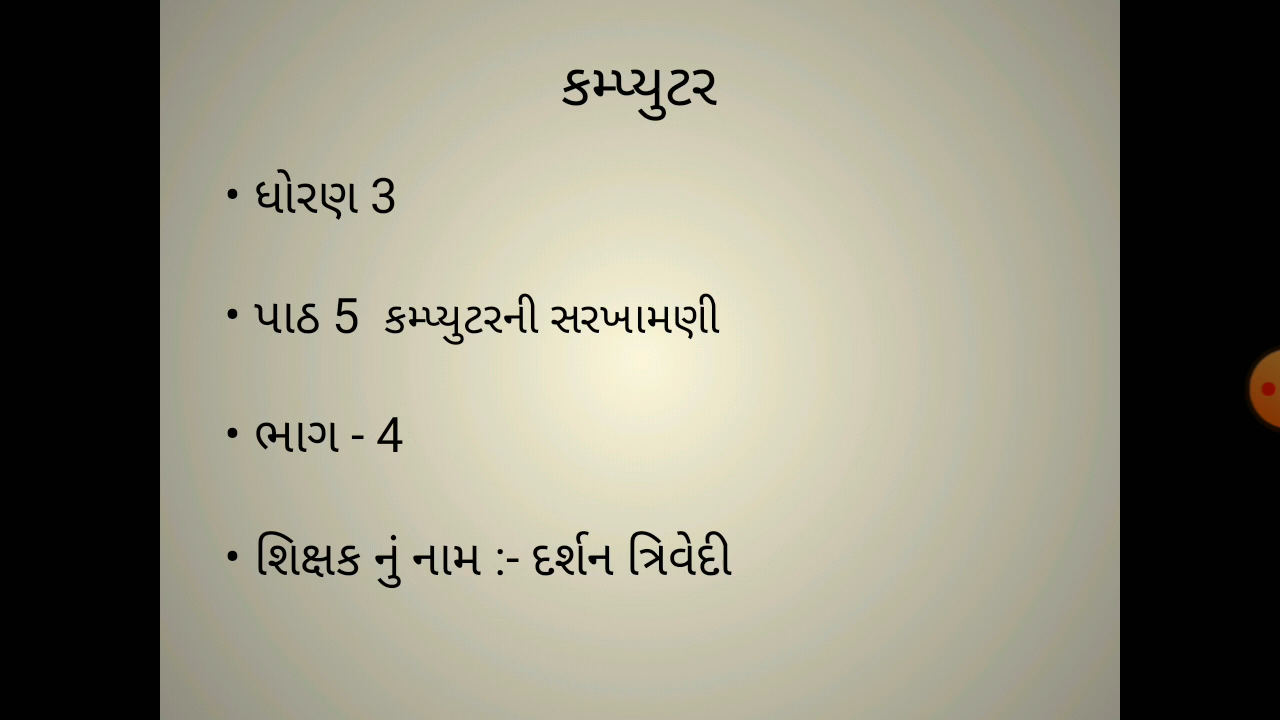 કમ્પ્યુટર
• ધોરણ 3
• પાઠ 5 કમ્પ્યુટરની સરખામણી
• ભાગ - 4
• શિક્ષક નું નામ :- દર્શન ત્રિવેદી